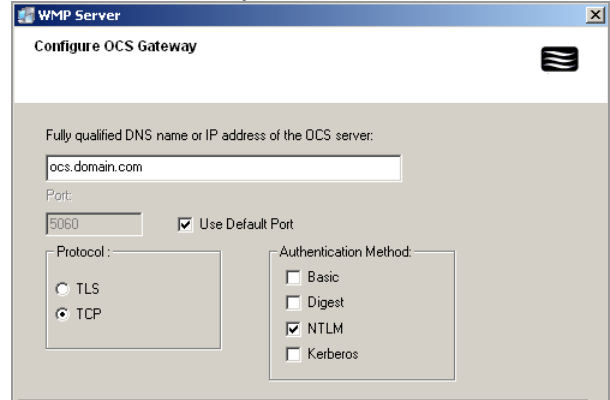 WMP Server
Configure OCS Gateway
Fully qualified DNS name or IP address of the OCS server:
ocs.domain.com
Port:
5060
Use Default Port
Protocol :
TLS
TCP
Authentication Method:
Basic
Digest
NTLM
Kerberos